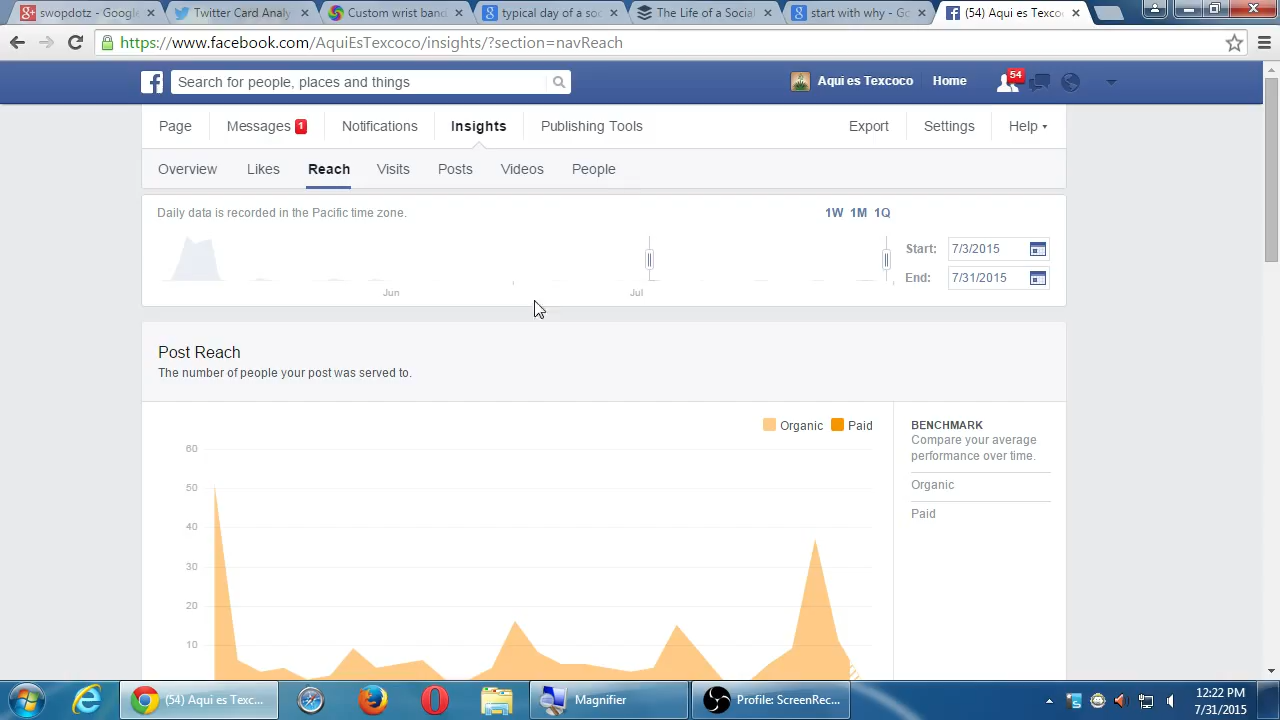 swopdotz - Google
Twitter Card Analy
Custom wrist band
typical day of a soc
The Life of a Social
start with why - Go
(54) Aqui es Texco
https://www.facebook.com/AquiEsTexcoco/insights/?section=navReach
Search for people, places and things
Aqui es Texcoco
Home
54
Page
Messages 1
Notifications
Insights
Publishing Tools
Export
Settings
Help
Overview
Likes
Reach
Visits
Posts
Videos
People
Daily data is recorded in the Pacific time zone.
1W 1M 1Q
Start: 7/3/2015
End: 7/31/2015
Jun
Jul
Post Reach
The number of people your post was served to.
Organic
Paid
BENCHMARK
Compare your average
performance over time.
Organic
Paid
60
50
40
30
20
10
(54) Aqui es Texc...
Magnifier
Profile: ScreenRec...
12:22 PM
7/31/2015